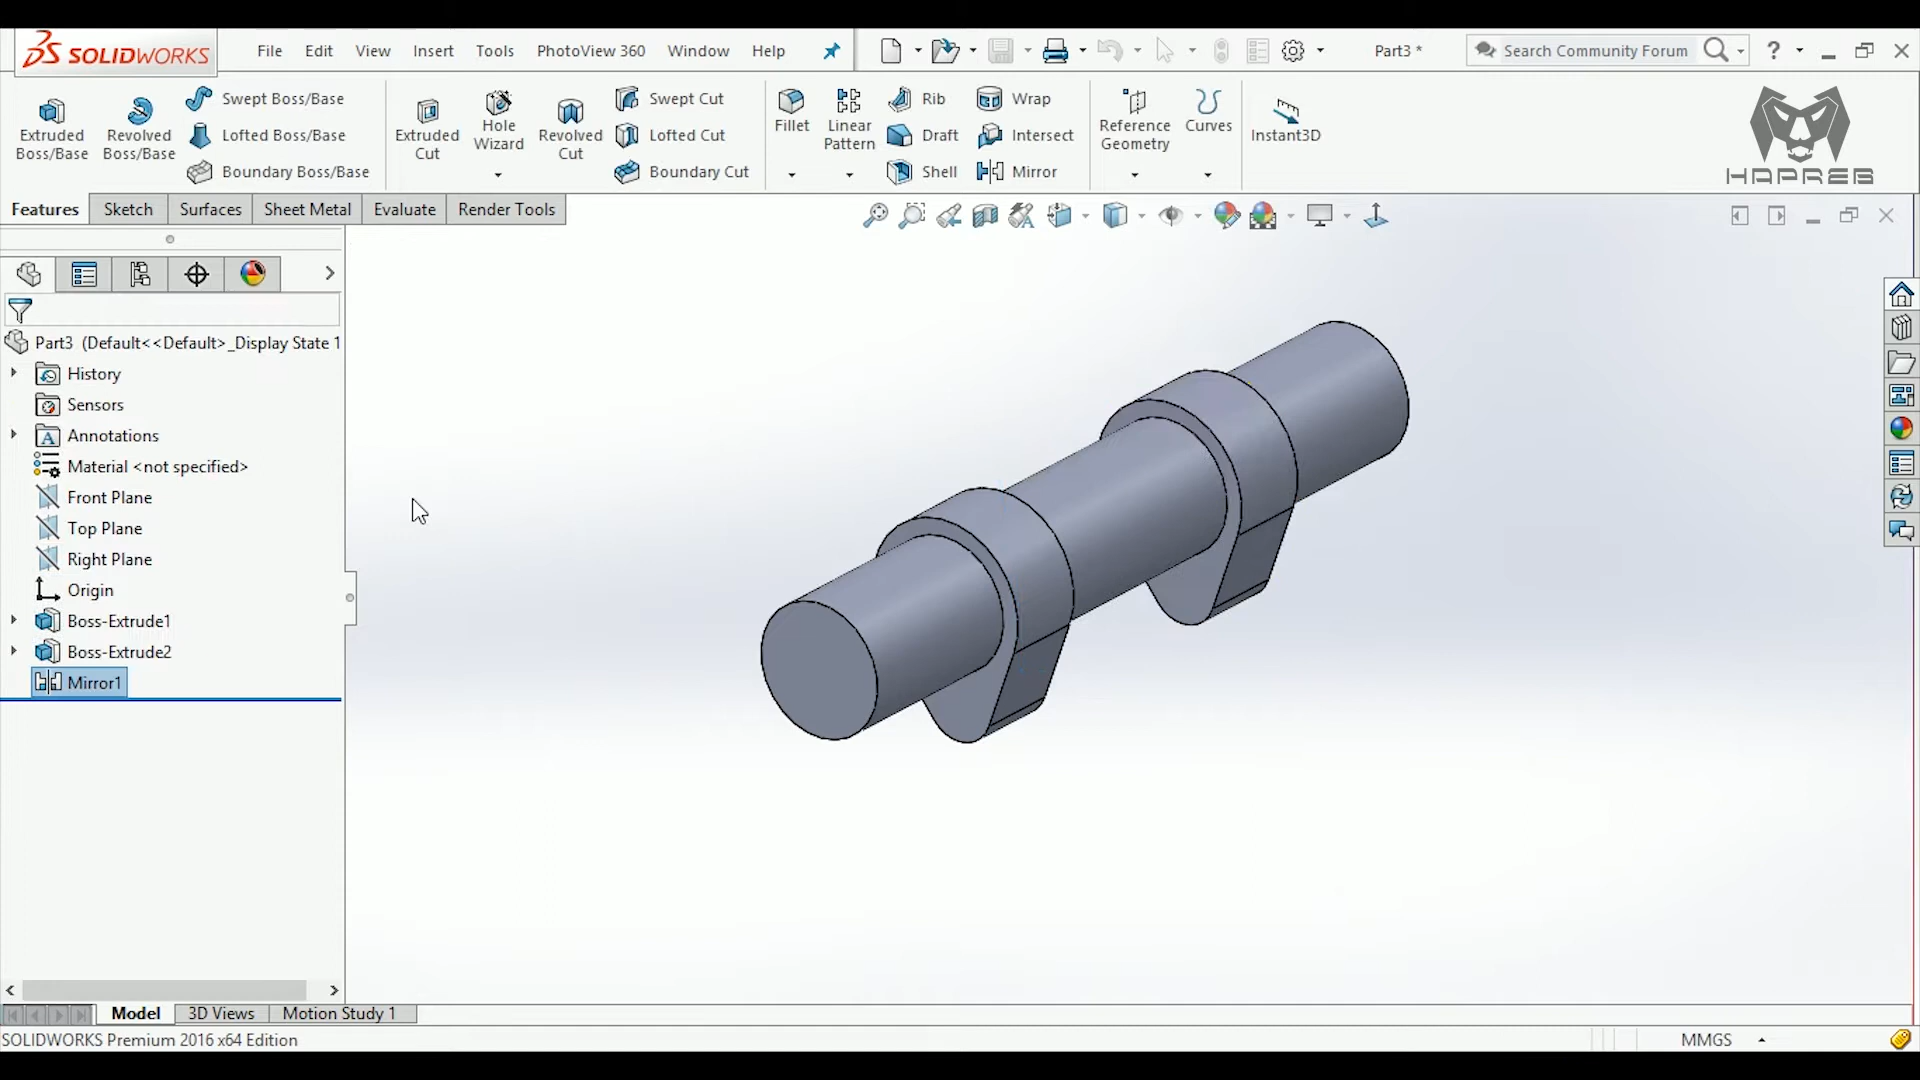 SOLIDWORKS File Edit View Insert Tools PhotoView 360 Window Help Part3 * Search Community Forum ?
Extruded Boss/Base
Revolved Boss/Base
Swept Boss/Base
Lofted Boss/Base
Boundary Boss/Base
Extruded Cut
Hole Wizard
Revolved Cut
Swept Cut
Lofted Cut
Boundary Cut
Fillet
Linear Pattern
Rib
Draft
Shell
Wrap
Intersect
Mirror
Reference Geometry
Curves
Instant3D
HAPREB
Features Sketch Surfaces Sheet Metal Evaluate Render Tools
Part3 (Default<<Default>_Display State 1
History
Sensors
Annotations
Material <not specified>
Front Plane
Top Plane
Right Plane
Origin
Boss-Extrude1
Boss-Extrude2
Mirror1
Model 3D Views Motion Study 1
SOLIDWORKS Premium 2016 x64 Edition MMGS